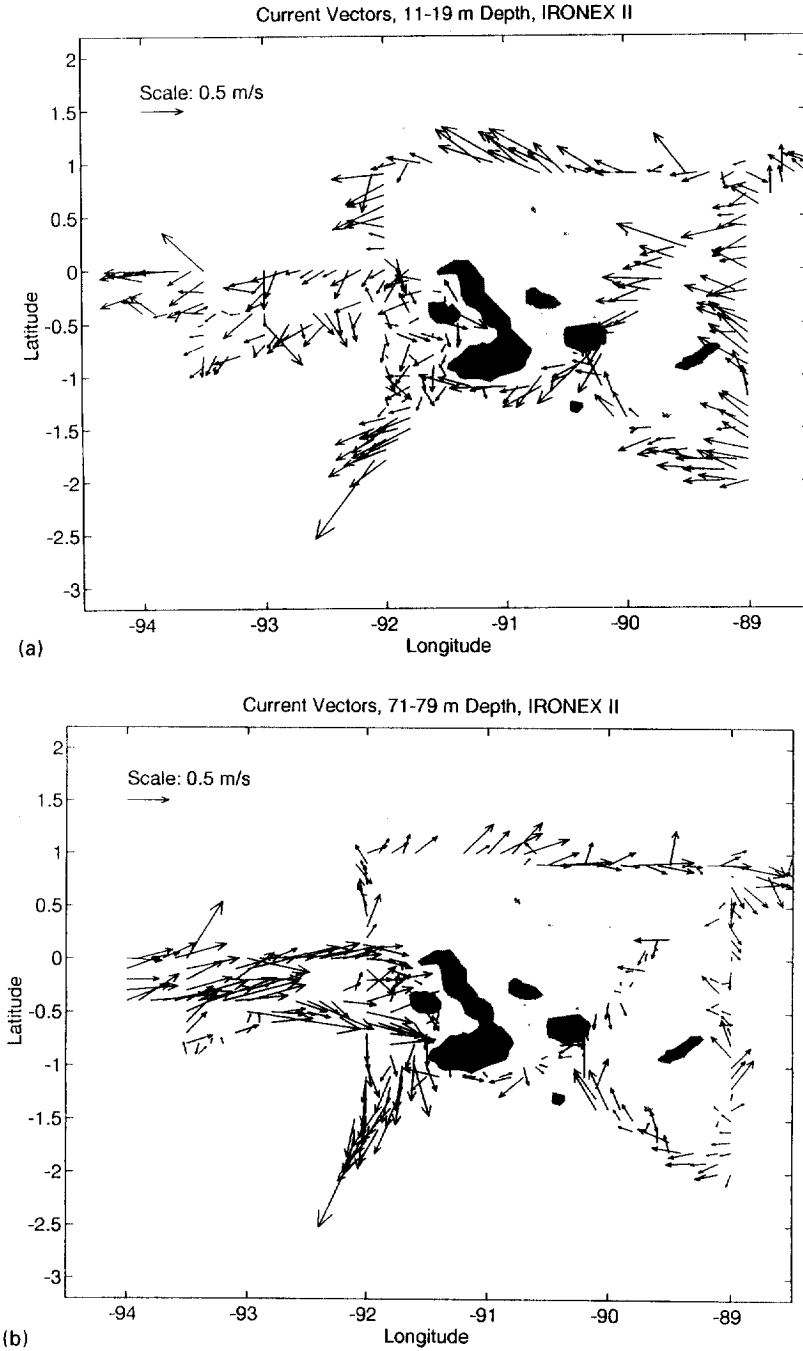 Current Vectors, 11-19 m Depth, IRONEX II
Scale: 0.5 m/s
2
1.5
1
0.5
0
-0.5
-1
-1.5
-2
-2.5
-3
Latitude
-94 -93 -92 -91 -90 -89
Longitude
(a)
Current Vectors, 71-79 m Depth, IRONEX II
Scale: 0.5 m/s
2
1.5
1
0.5
0
-0.5
-1
-1.5
-2
-2.5
-3
Latitude
-94 -93 -92 -91 -90 -89
Longitude
(b)